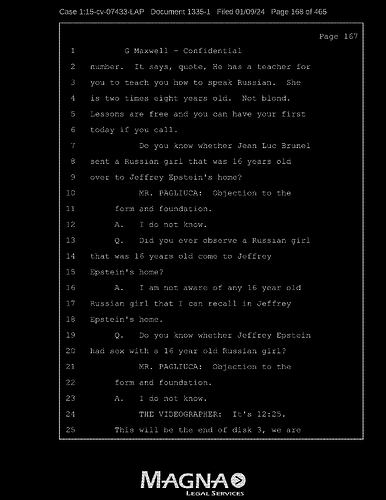 Case 1:15-cv-07433-LAP Document 1335-1 Filed 01/09/24 Page 168 of 465
Page 167
1 G Maxwell - Confidential
2 number. It says, quote, He has a teacher for
3 you to teach you how to speak Russian. She
4 is two times eight years old. Not blond.
5 Lessons are free and you can have your first
6 today if you call.
7 Do you know whether Jean Luc Brunel
8 sent a Russian girl that was 16 years old
9 over to Jeffrey Epstein's home?
10 MR. PAGLIUCA: Objection to the
11 form and foundation.
12 A. I do not know.
13 Q. Did you ever observe a Russian girl
14 that was 16 years old come to Jeffrey
15 Epstein's home?
16 A. I am not aware of any 16 year old
17 Russian girl that I can recall in Jeffrey
18 Epstein's home.
19 Q. Do you know whether Jeffrey Epstein
20 had sex with a 16 year old Russian girl?
21 MR. PAGLIUCA: Objection to the
22 form and foundation.
23 A. I do not know.
24 THE VIDEOGRAPHER: It's 12:25.
25 This will be the end of disk 3, we are
MAGNA
LEGAL SERVICES